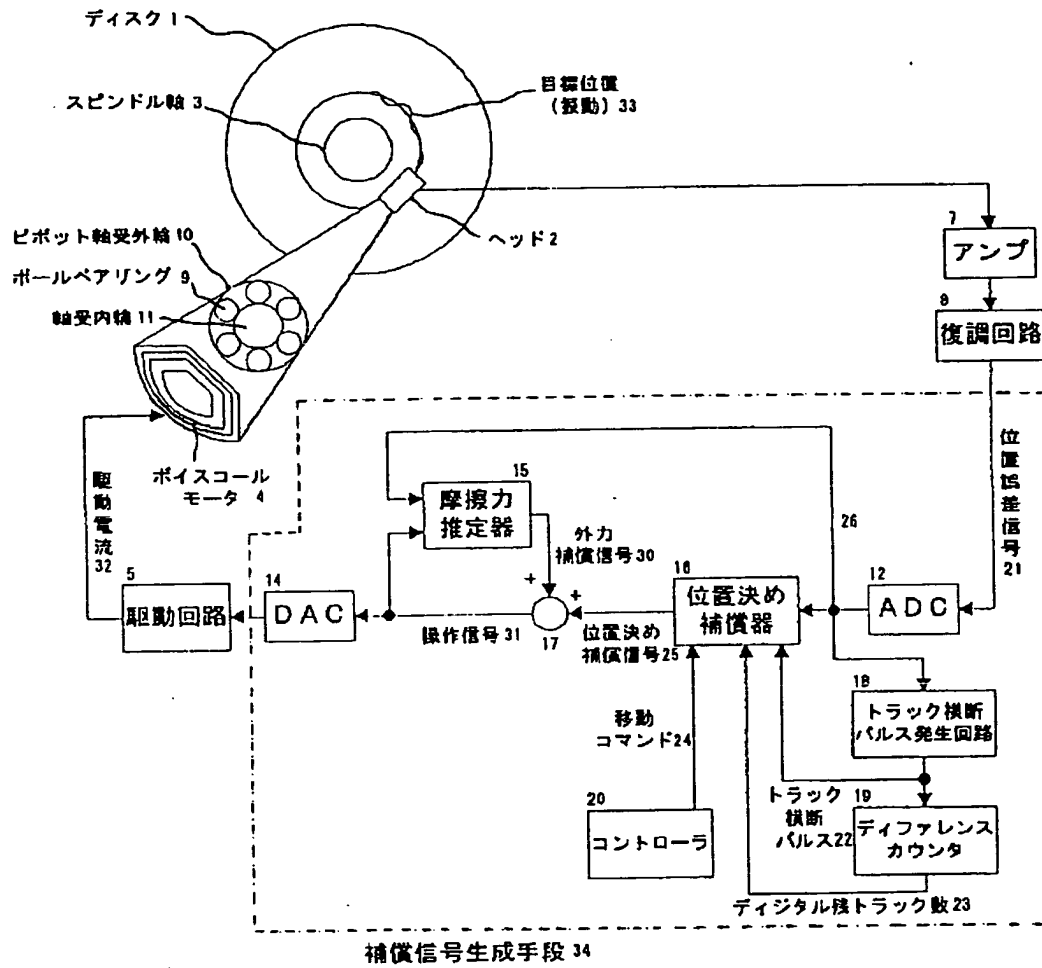 ディスク 1
スピンドル軸 3
目標位置
(振動) 33
ピボット軸受外輪 10
ヘッド 2
ボールベアリング 9
軸受内輪 11
7
アンプ
8
復調回路
ボイスコール
モータ 4
駆動電流 32
位置誤差信号 21
15
摩擦力
推定器
外力
補償信号 30
26
5
駆動回路
14
DAC
操作信号 31
+
+
17
位置決め
補償信号 25
16
位置決め
補償器
12
ADC
18
トラック横断
パルス発生回路
移動
コマンド 24
20
コントローラ
トラック
横断
パルス 22
19
ディファレンス
カウンタ
ディジタル残トラック数 23
補償信号生成手段 34